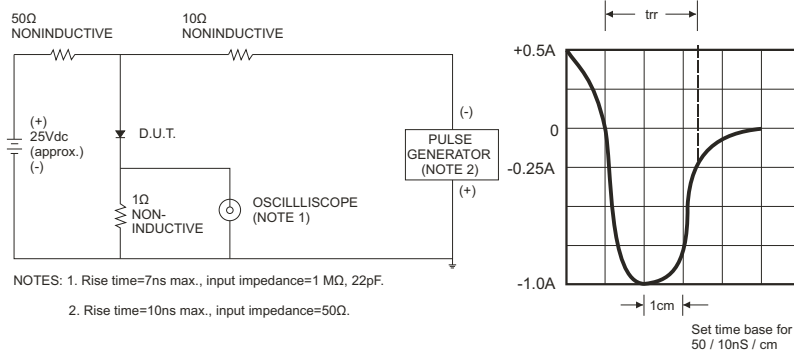 50Ω
NONINDUCTIVE
10Ω
NONINDUCTIVE
(+)
25Vdc
(approx.)
(-)
D.U.T.
1Ω
NON-
INDUCTIVE
OSCILLLISCOPE
(NOTE 1)
(-)
PULSE
GENERATOR
(NOTE 2)
(+)
NOTES: 1. Rise time=7ns max., input impedance=1 MΩ, 22pF.
2. Rise time=10ns max., input impedance=50Ω.
trr
+0.5A
0
-0.25A
-1.0A
1cm
Set time base for
50 / 10nS / cm